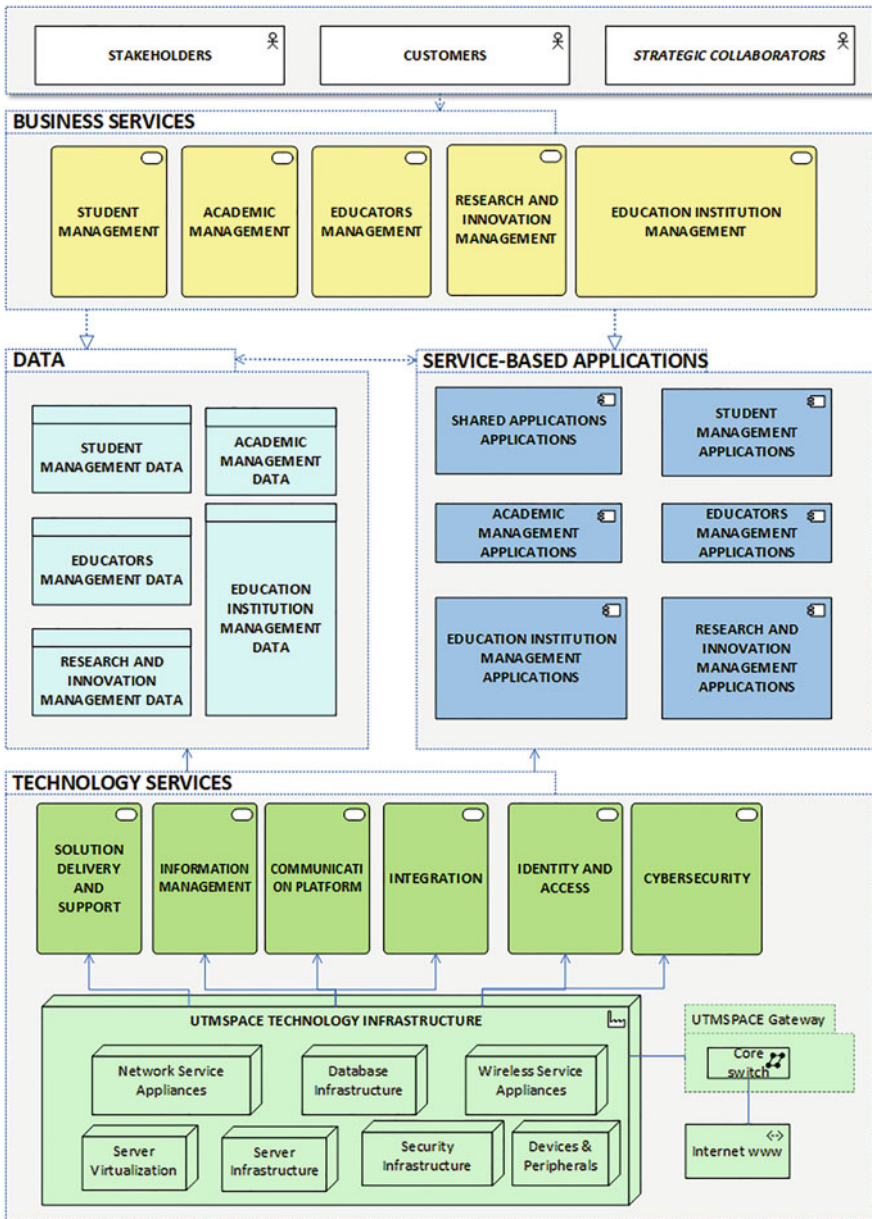 STAKEHOLDERS
CUSTOMERS
STRATEGIC COLLABORATORS
BUSINESS SERVICES
STUDENT
MANAGEMENT
ACADEMIC
MANAGEMENT
EDUCATORS
MANAGEMENT
RESEARCH AND
INNOVATION
MANAGEMENT
EDUCATION INSTITUTION
MANAGEMENT
DATA
STUDENT
MANAGEMENT DATA
ACADEMIC
MANAGEMENT
DATA
EDUCATORS
MANAGEMENT DATA
EDUCATION
INSTITUTION
MANAGEMENT
DATA
RESEARCH AND
INNOVATION
MANAGEMENT DATA
SERVICE-BASED APPLICATIONS
SHARED APPLICATIONS
APPLICATIONS
STUDENT
MANAGEMENT
APPLICATIONS
ACADEMIC
MANAGEMENT
APPLICATIONS
EDUCATORS
MANAGEMENT
APPLICATIONS
EDUCATION INSTITUTION
MANAGEMENT
APPLICATIONS
RESEARCH AND
INNOVATION
MANAGEMENT
APPLICATIONS
TECHNOLOGY SERVICES
SOLUTION
DELIVERY
AND
SUPPORT
INFORMATION
MANAGEMENT
COMMUNICATI
ON PLATFORM
INTEGRATION
IDENTITY AND
ACCESS
CYBERSECURITY
UTMSPACE TECHNOLOGY INFRASTRUCTURE
Network Service
Appliances
Database
Infrastructure
Wireless Service
Appliances
Server
Virtualization
Server
Infrastructure
Security
Infrastructure
Devices &
Peripherals
UTMSPACE Gateway
Core
switch
Internet www